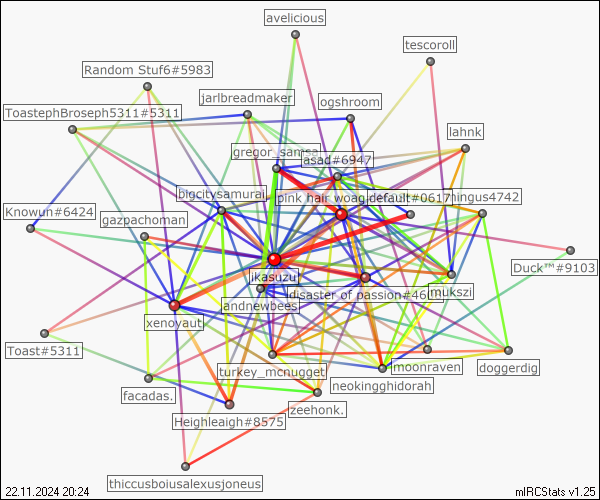 avelicious
tescoroll
Random Stuf6#5983
jarlbreadmaker
ogshroom
ToastephBroseph5311#5311
lahnk
gregor_samsa
asad#6947
bigcitysamurai
pink hair woag
default#0617
hingus4742
Knowun#6424
gazpachoman
Duck™#9103
ikasuzu
disaster of passion#46
mukszi
andnewbees
xenoyaut
Toast#5311
moonraven
doggerdig
turkey_mcnugget
neokingghidorah
facadas.
zeehonk.
Heighleaigh#8575
thiccusboiusalexusjoneus
22.11.2024 20:24
mIRCStats v1.25